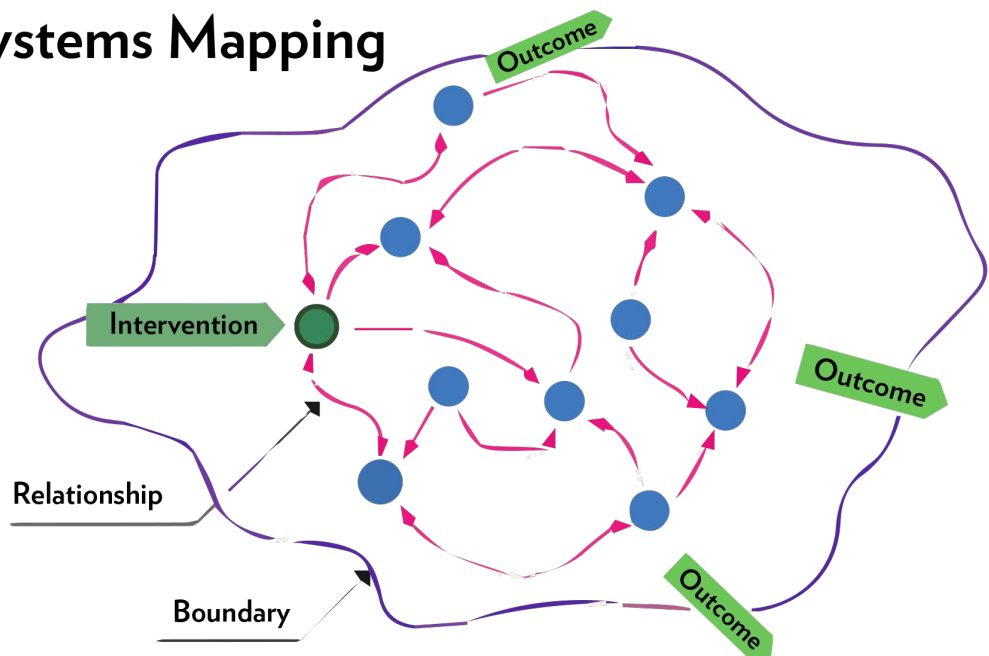 ystems Mapping
Outcome
Intervention
Outcome
Relationship
Boundary
Outcome